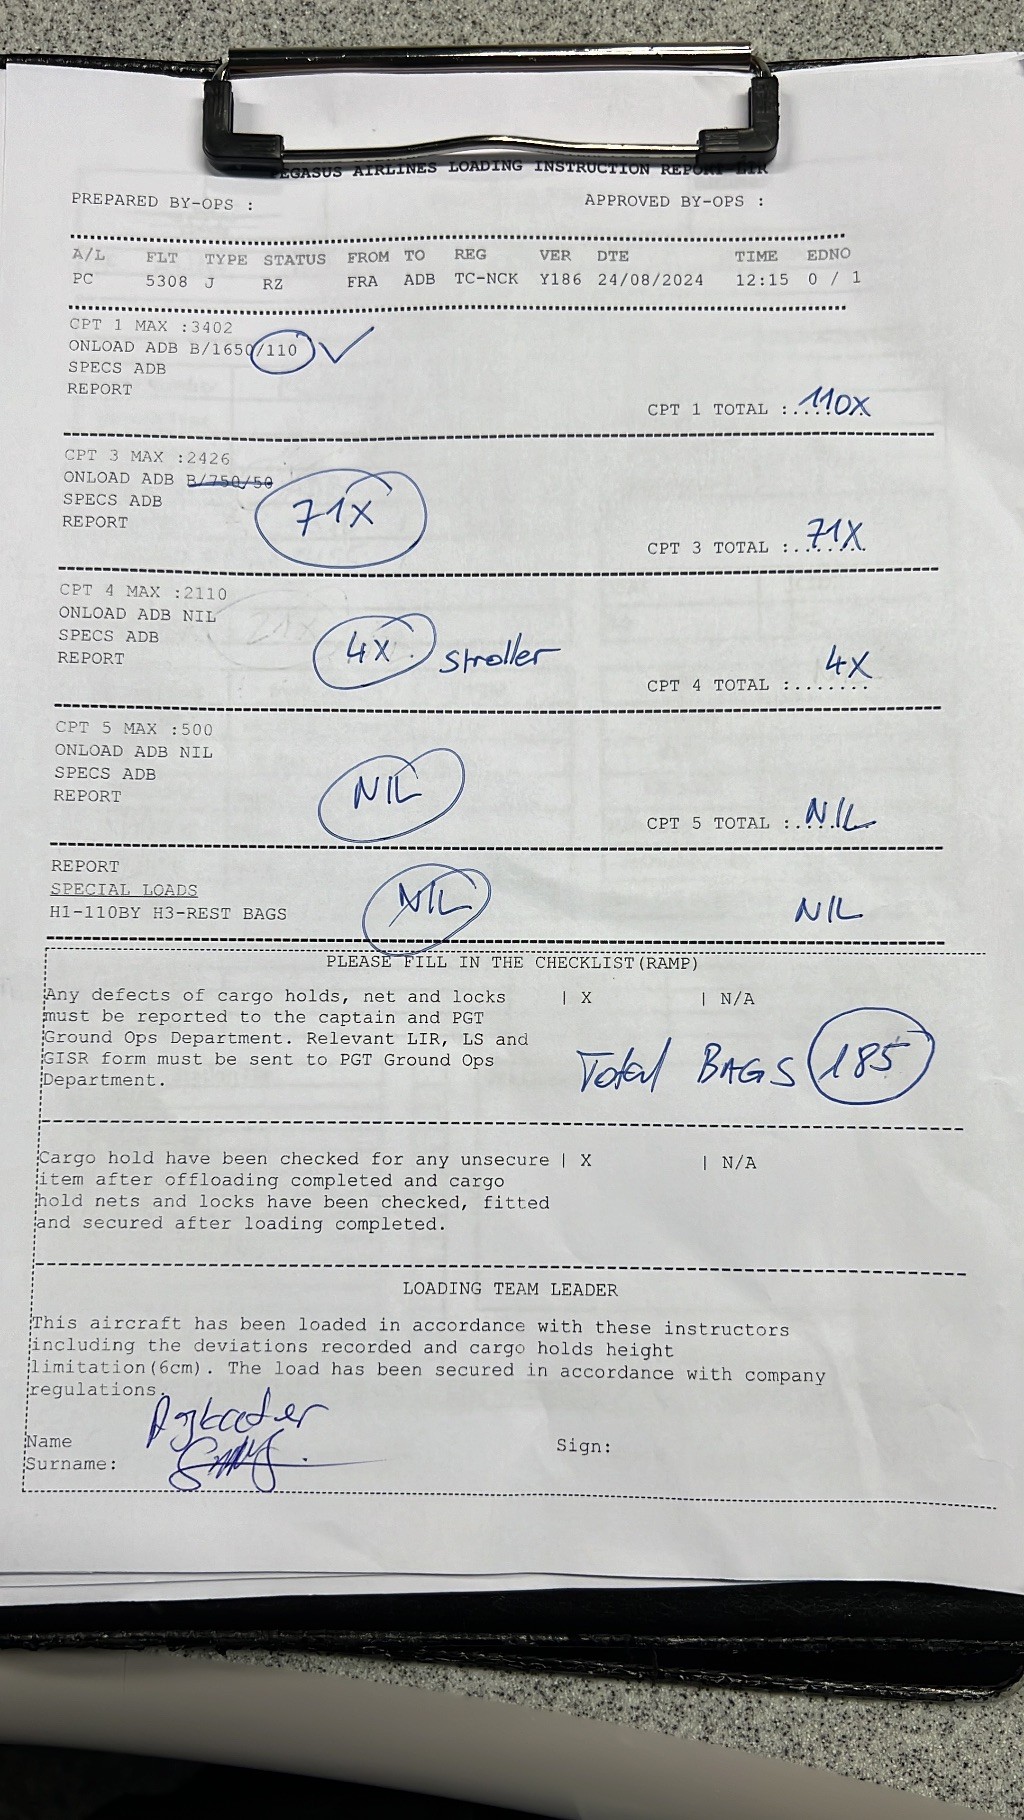 PEGASUS AIRLINES LOADING INSTRUCTION REPORT LIR
PREPARED BY-OPS : APPROVED BY-OPS :
A/L FLT TYPE STATUS FROM TO REG VER DTE TIME EDNO
PC 5308 J RZ FRA ADB TC-NCK Y186 24/08/2024 12:15 0 / 1
CPT 1 MAX :3402
ONLOAD ADB B/1650/110
SPECS ADB
REPORT
CPT 1 TOTAL :....... 110X
CPT 3 MAX :2426
ONLOAD ADB B/750/50
SPECS ADB
71X
REPORT
CPT 3 TOTAL :....... 71X
CPT 4 MAX :2110
ONLOAD ADB NIL
SPECS ADB
4X Stroller
REPORT
CPT 4 TOTAL :....... 4X
CPT 5 MAX :500
ONLOAD ADB NIL
SPECS ADB
REPORT NIL
CPT 5 TOTAL :....... NIL
REPORT
SPECIAL LOADS
H1-110BY H3-REST BAGS NIL NIL
PLEASE FILL IN THE CHECKLIST(RAMP)
Any defects of cargo holds, net and locks | X | N/A
must be reported to the captain and PGT
Ground Ops Department. Relevant LIR, LS and
GISR form must be sent to PGT Ground Ops
Department.
Total BAGS 185
Cargo hold have been checked for any unsecure | X | N/A
item after offloading completed and cargo
hold nets and locks have been checked, fitted
and secured after loading completed.
LOADING TEAM LEADER
This aircraft has been loaded in accordance with these instructors
including the deviations recorded and cargo holds height
limitation(6cm). The load has been secured in accordance with company
regulations.
Name Sign:
Surname: